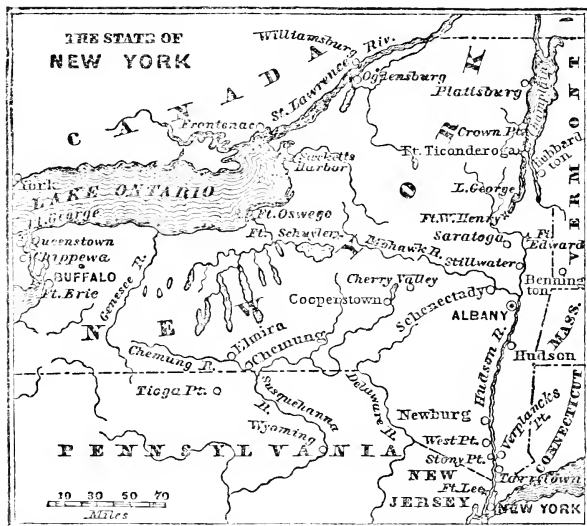 THE STATE OF
NEW YORK
CANADA
Williamsburg
St. Lawrence Riv.
Ogdensburg
Plattsburg
Frontenac
Crown Pt.
Ft. Ticonderoga
Hubbardton
VERMONT
Sacketts
Harbor
York
LAKE ONTARIO
Ft. George
L. George
Ft. W. Henry
Ft. Oswego
Ft. Schuyler
Mohawk R.
Saratoga
Ft.
Edward
Queenstown
Chippewa
BUFFALO
Ft. Erie
Genesee R.
Stillwater
Bennington
Cherry Valley
Cooperstown
Schenectady
ALBANY
MASS.
NEW YORK
Elmira
Chemung
Chemung R.
Hudson R.
Hudson
Tioga Pt.
Susquehanna
R.
Wyoming
Delaware R.
CONNECTICUT
Newburg
West Pt.
Stony Pt.
Verplancks
Pt.
PENNSYLVANIA
NEW
JERSEY
Ft. Lee
Tarrytown
NEW YORK
10 30 50 70
Miles